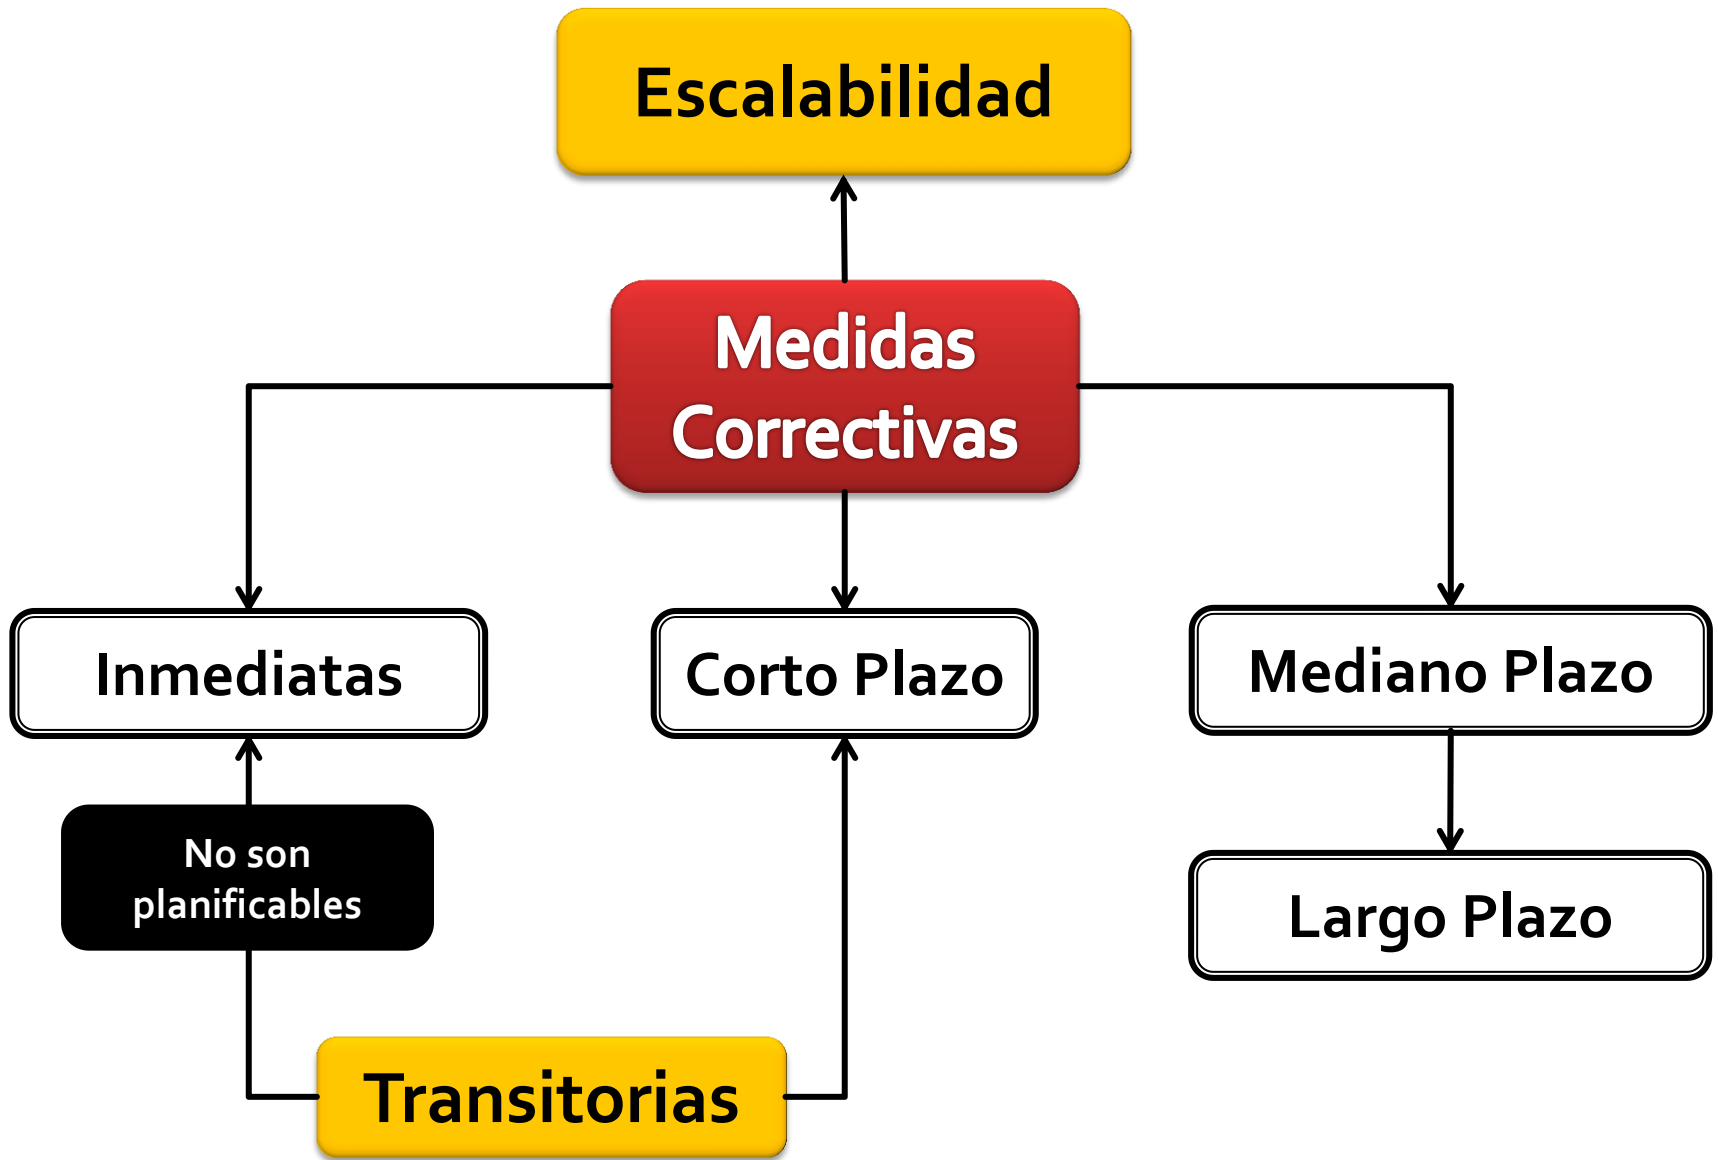 Escalabilidad
Medidas
Correctivas
Inmediatas
Corto Plazo
Mediano Plazo
No son
planificables
Largo Plazo
Transitorias